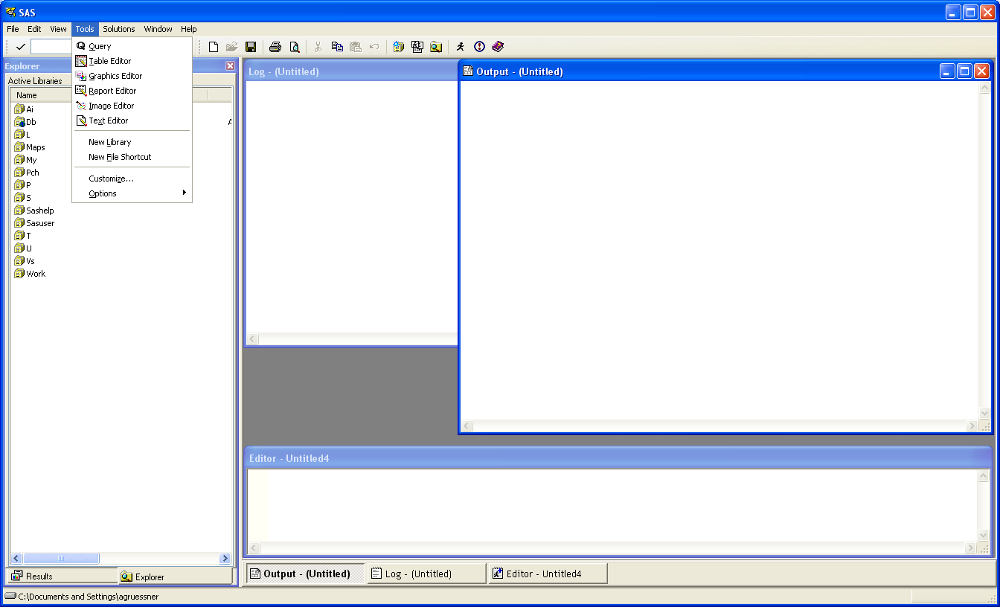 SAS
File Edit View Tools Solutions Window Help
Query
Table Editor
Graphics Editor
Report Editor
Image Editor
Text Editor
New Library
New File Shortcut
Customize...
Options
Explorer
Active Libraries
Name
Ai
Db
L
Maps
My
Pch
P
S
Sashelp
Sasuser
T
U
Vs
Work
Results Explorer
Log - (Untitled)
Output - (Untitled)
Editor - Untitled4
Output - (Untitled) Log - (Untitled) Editor - Untitled4
C:\Documents and Settings\agruessner